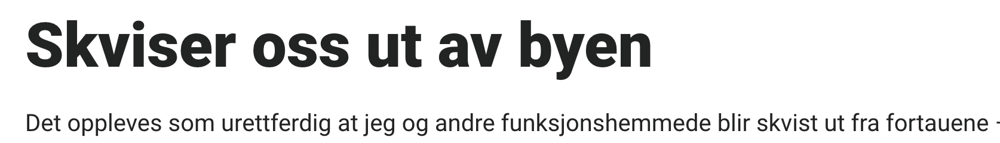 Skviser oss ut av byen
Det oppleves som urettferdig at jeg og andre funksjonshemmede blir skvist ut fra fortauene -